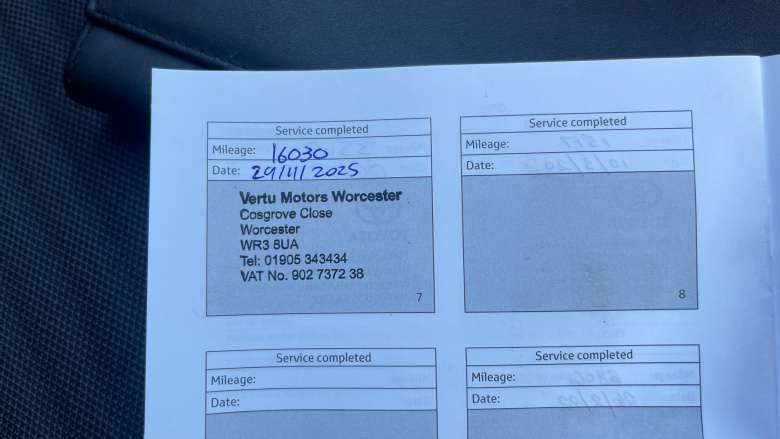 Service completed
Mileage: 16030
Date: 29/11/2025
Vertu Motors Worcester
Cosgrove Close
Worcester
WR3 8UA
Tel: 01905 343434
VAT No. 902 7372 38
7
Service completed
Mileage:
Date:
8
Service completed
Mileage:
Date:
Service completed
Mileage:
Date: